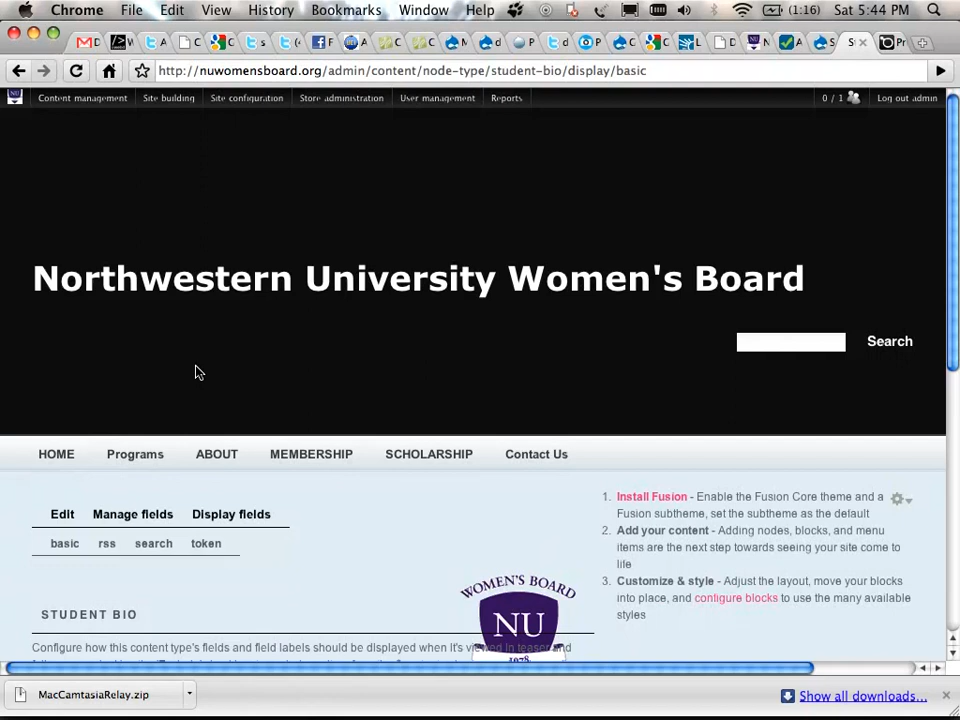 Chrome File Edit View History Bookmarks Window Help (1:16) Sat 5:44 PM
http://nuwomensboard.org/admin/content/node-type/student-bio/display/basic
Content management Site building Site configuration Store administration User management Reports 0 / 1 Log out admin
Northwestern University Women's Board
Search
HOME Programs ABOUT MEMBERSHIP SCHOLARSHIP Contact Us
Edit Manage fields Display fields
basic rss search token
1. Install Fusion - Enable the Fusion Core theme and a
Fusion subtheme, set the subtheme as the default
2. Add your content - Adding nodes, blocks, and menu
items are the next step towards seeing your site come to
life
3. Customize & style - Adjust the layout, move your blocks
into place, and configure blocks to use the many available
styles
WOMEN'S BOARD
NU
1978
STUDENT BIO
Configure how this content type's fields and field labels should be displayed when it's viewed in teaser and
MacCamtasiaRelay.zip
Show all downloads...